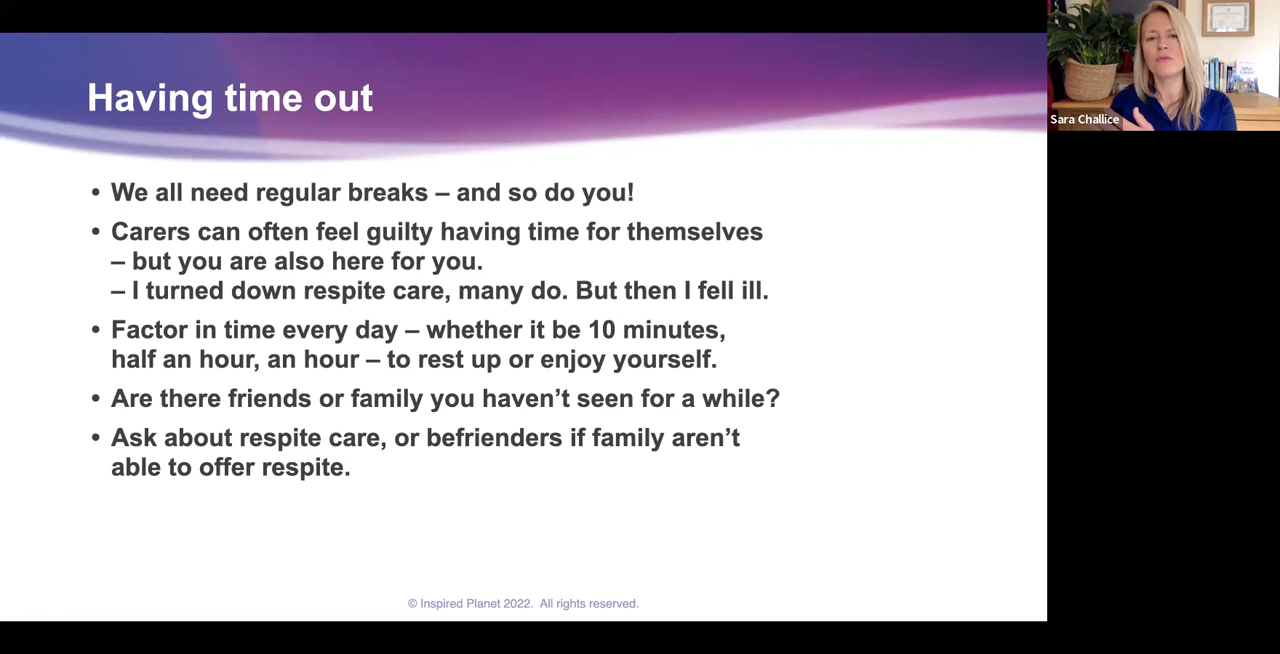 Having time out
• We all need regular breaks – and so do you!
• Carers can often feel guilty having time for themselves
– but you are also here for you.
– I turned down respite care, many do. But then I fell ill.
• Factor in time every day – whether it be 10 minutes,
half an hour, an hour – to rest up or enjoy yourself.
• Are there friends or family you haven’t seen for a while?
• Ask about respite care, or befrienders if family aren’t
able to offer respite.
© Inspired Planet 2022. All rights reserved.
Sara Challice